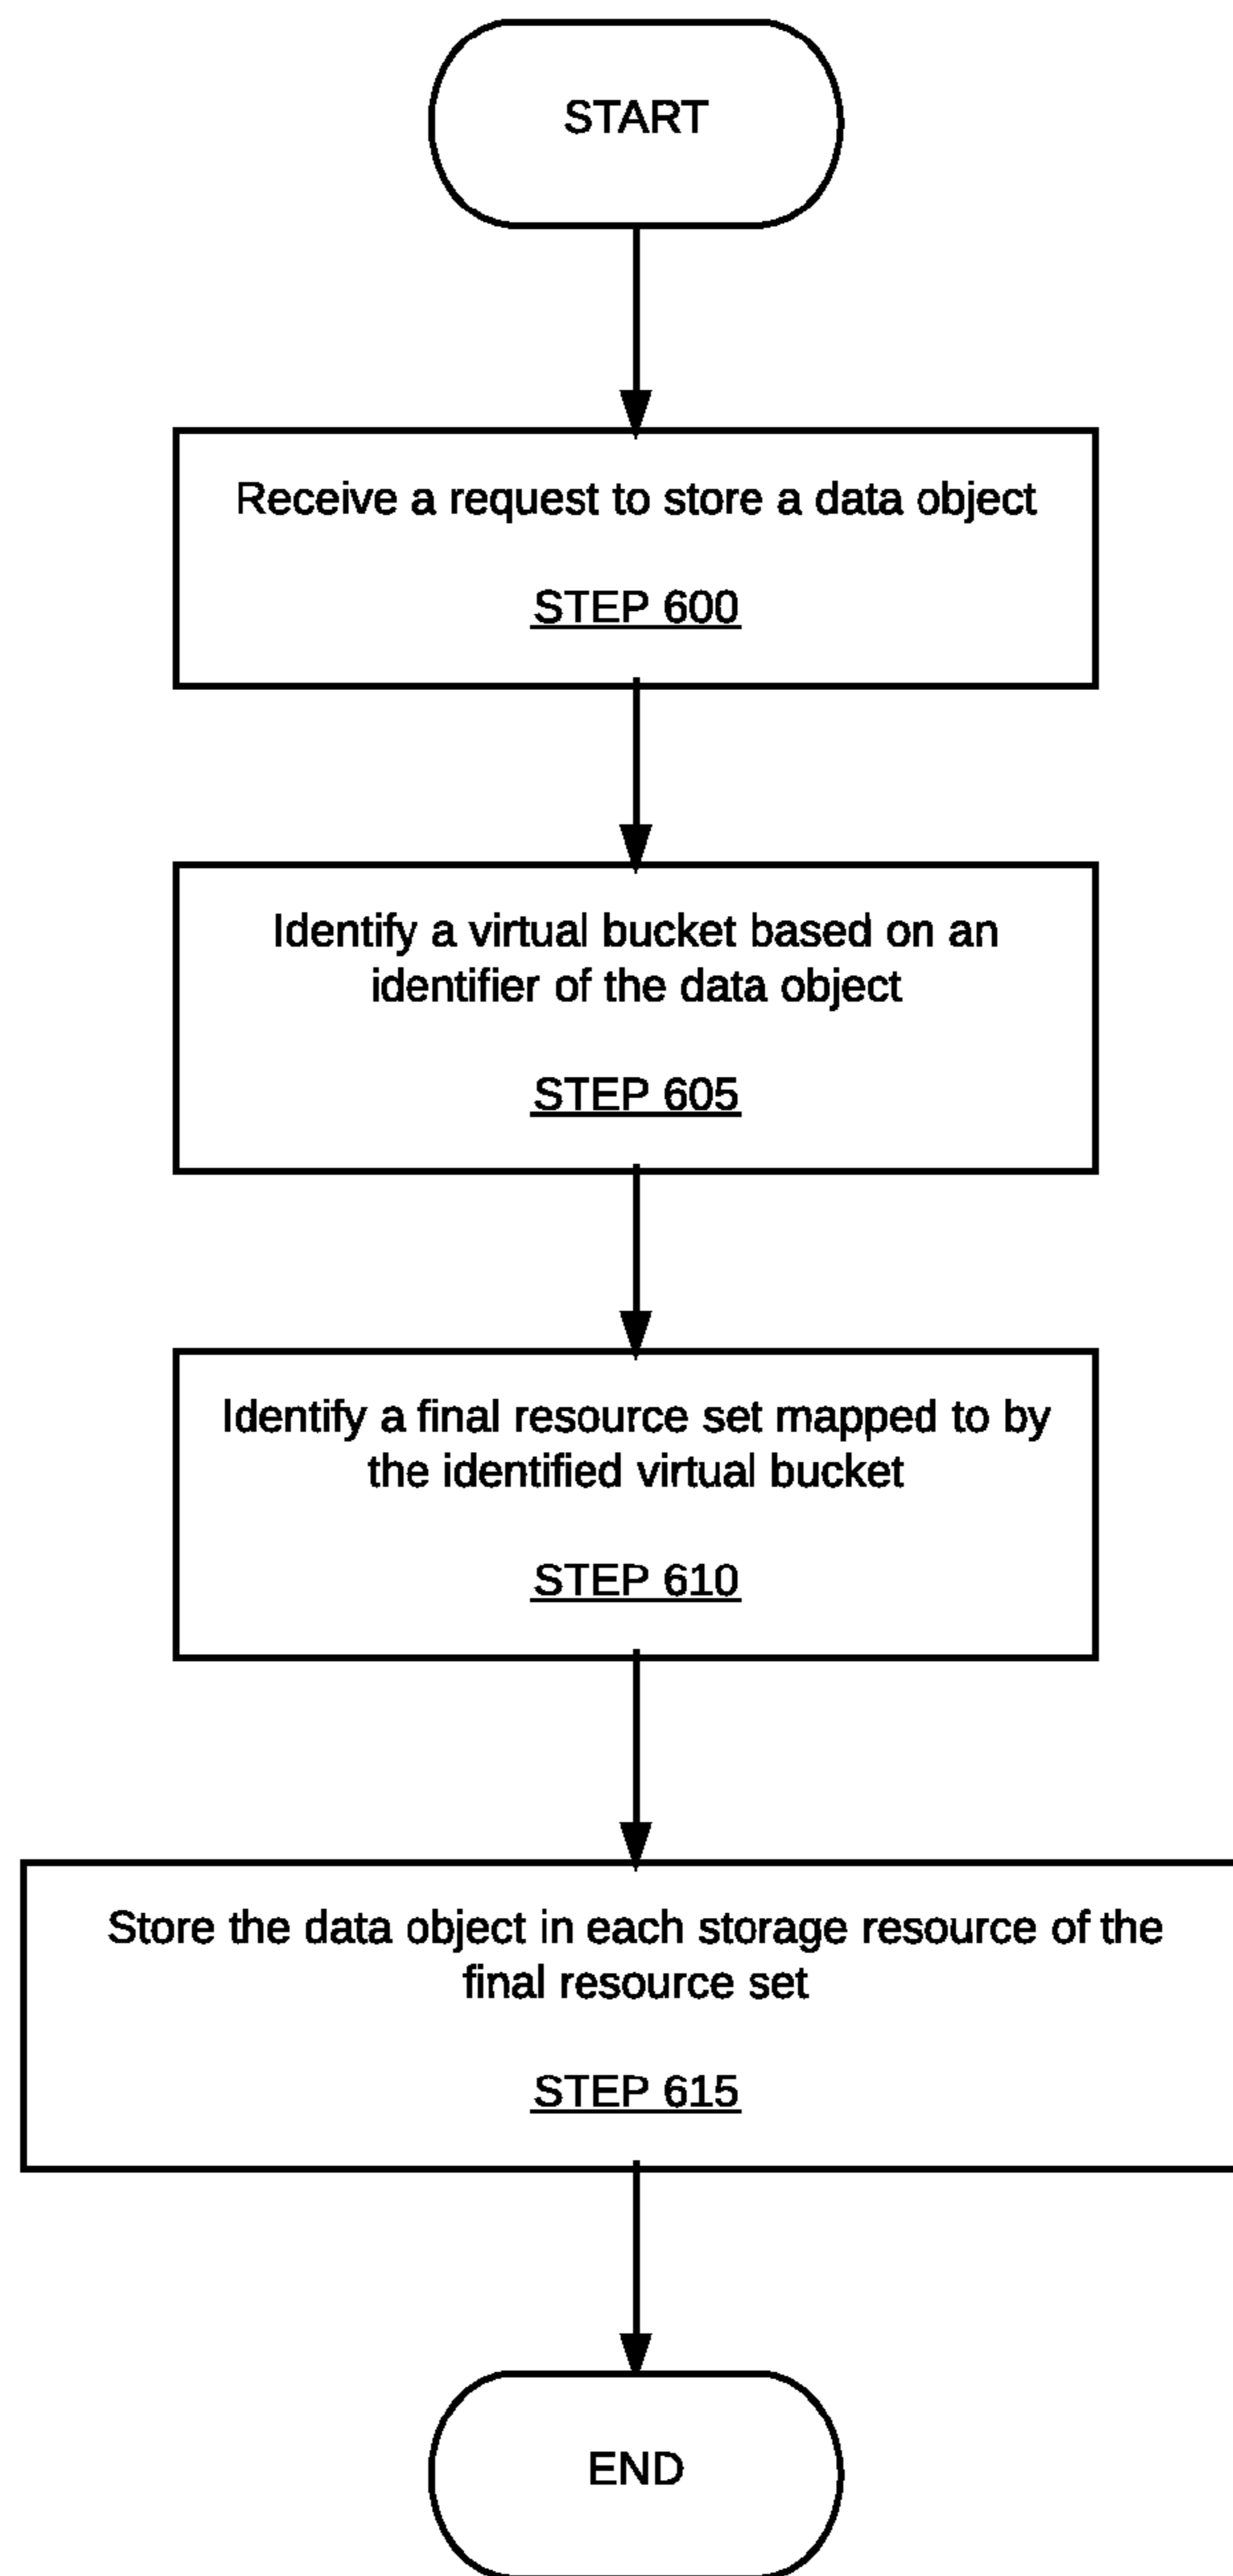 START
Receive a request to store a data object
STEP 600
Identify a virtual bucket based on an
identifier of the data object
STEP 605
Identify a final resource set mapped to by
the identified virtual bucket
STEP 610
Store the data object in each storage resource of the
final resource set
STEP 615
END